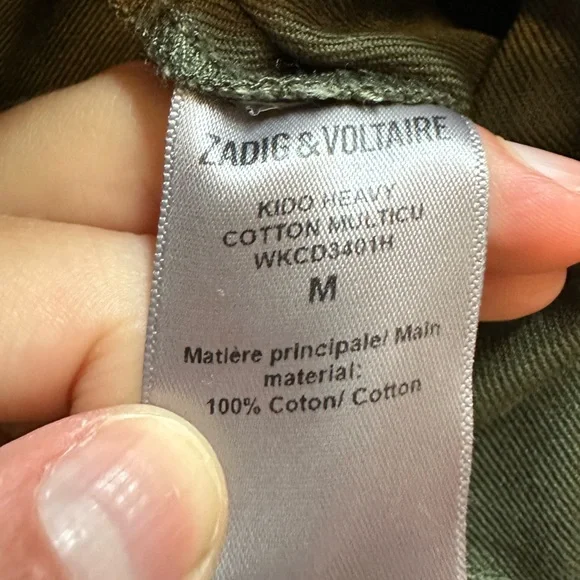 ZADIG & VOLTAIRE
KIDO HEAVY
COTTON MULTICU
WKCD3401H
M
Matière principale/ Main
material:
100% Coton/ Cotton